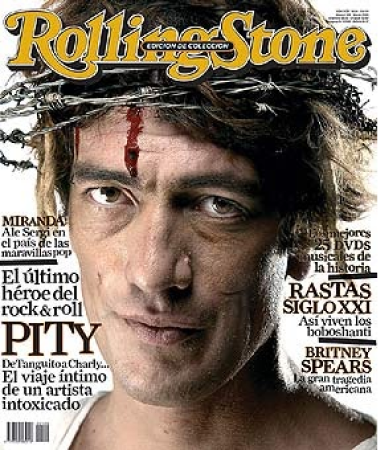 RollingStone
EDICION DE COLECCIÓN
MIRANDA!
Ale Sergi en
el país de las
maravillas pop
El último
héroe del
rock & roll
PITY
De Tanguito a Charly...
El viaje íntimo
de un artista
intoxicado
Los mejores
25 DVDs
musicales de
la historia
RASTAS
SIGLO XXI
Así viven los
boboshanti
BRITNEY
SPEARS
La gran tragedia
americana